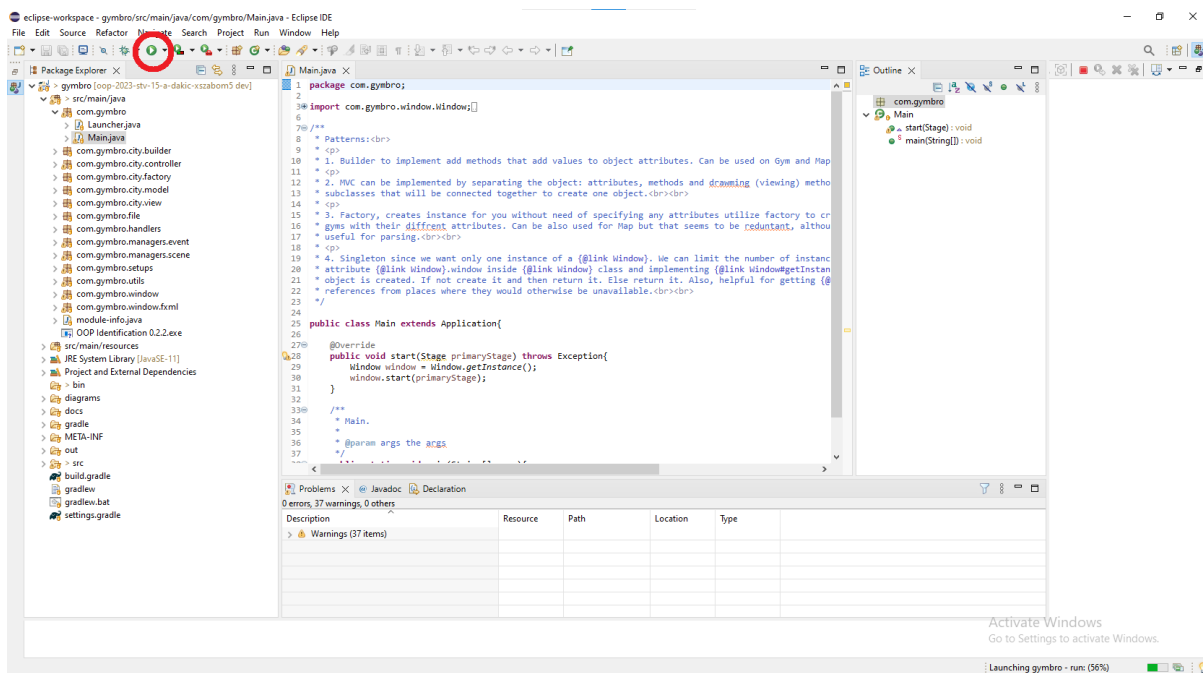 eclipse-workspace - gymbro/src/main/java/com/gymbro/Main.java - Eclipse IDE
File Edit Source Refactor Navigate Search Project Run Window Help
Package Explorer
gymbro [oop-2023-stv-15-a-dakic-xszabom5 dev]
src/main/java
com.gymbro
Launcher.java
Main.java
com.gymbro.city.builder
com.gymbro.city.controller
com.gymbro.city.factory
com.gymbro.city.model
com.gymbro.city.view
com.gymbro.file
com.gymbro.handlers
com.gymbro.managers.event
com.gymbro.managers.scene
com.gymbro.setups
com.gymbro.utils
com.gymbro.window
com.gymbro.window.fxml
module-info.java
OOP Identification 0.2.2.exe
src/main/resources
JRE System Library [JavaSE-11]
Project and External Dependencies
> bin
diagrams
docs
gradle
META-INF
out
> src
build.gradle
gradlew
gradlew.bat
settings.gradle
Main.java
1 package com.gymbro;
2
3 import com.gymbro.window.Window;
6
7 /**
8 * Patterns:<br>
9 * <p>
10 * 1. Builder to implement add methods that add values to object attributes. Can be used on Gym and Map
11 * <p>
12 * 2. MVC can be implemented by separating the object: attributes, methods and drawming (viewing) metho
13 * subclasses that will be connected together to create one object.<br><br>
14 * <p>
15 * 3. Factory, creates instance for you without need of specifying any attributes utilize factory to cr
16 * gyms with their diffrent attributes. Can be also used for Map but that seems to be reduntant, althou
17 * useful for parsing.<br><br>
18 * <p>
19 * 4. Singleton since we want only one instance of a {@link Window}. We can limit the number of instanc
20 * attribute {@link Window}.window inside {@link Window} class and implementing {@link Window#getInstan
21 * object is created. If not create it and then return it. Else return it. Also, helpful for getting {@
22 * references from places where they would otherwise be unavailable.<br><br>
23 */
24
25 public class Main extends Application{
26
27 @Override
28 public void start(Stage primaryStage) throws Exception{
29 Window window = Window.getInstance();
30 window.start(primaryStage);
31 }
32
33 /**
34 * Main.
35 *
36 * @param args the args
37 */
Outline
com.gymbro
Main
start(Stage) : void
main(String[]) : void
Problems Javadoc Declaration
0 errors, 37 warnings, 0 others
Description Resource Path Location Type
Warnings (37 items)
Activate Windows
Go to Settings to activate Windows.
Launching gymbro - run: (56%)